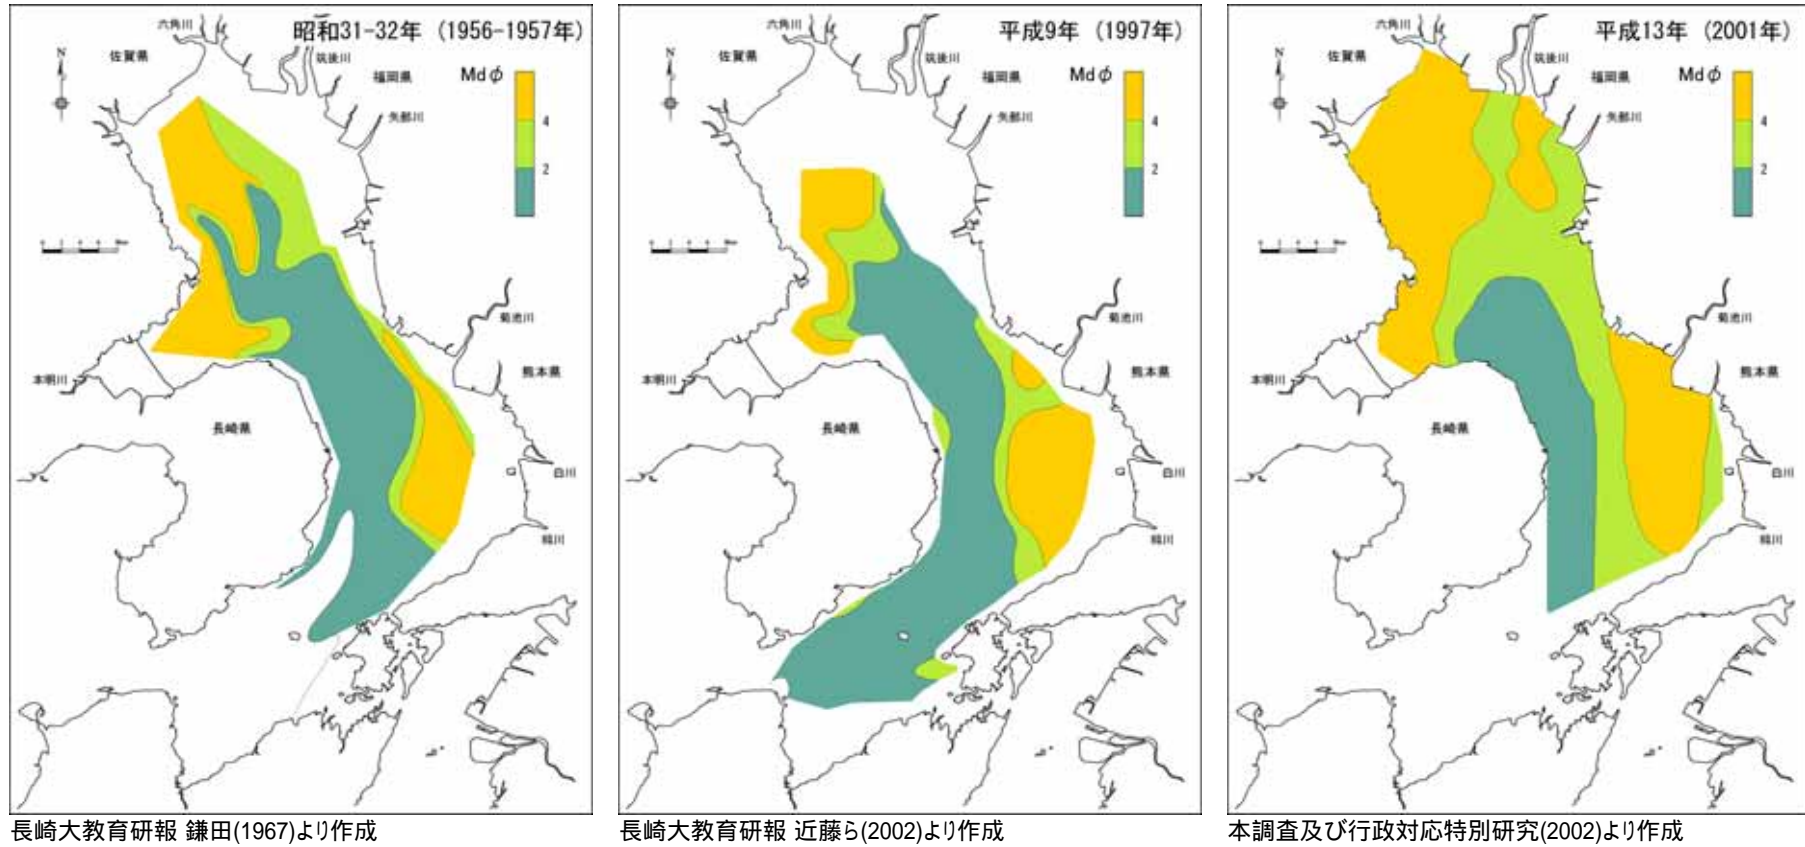 昭和31-32年 (1956-1957年)
六角川
佐賀県
筑後川
福岡県
矢部川
N
Mdφ
4
2
菊池川
熊本県
本明川
長崎県
白川
緑川
長崎大教育研報 鎌田(1967)より作成
平成9年 (1997年)
六角川
佐賀県
筑後川
福岡県
矢部川
N
Mdφ
4
2
菊池川
熊本県
本明川
長崎県
白川
緑川
長崎大教育研報 近藤ら(2002)より作成
平成13年 (2001年)
六角川
佐賀県
筑後川
福岡県
矢部川
N
Mdφ
4
2
菊池川
熊本県
本明川
長崎県
白川
緑川
本調査及び行政対応特別研究(2002)より作成